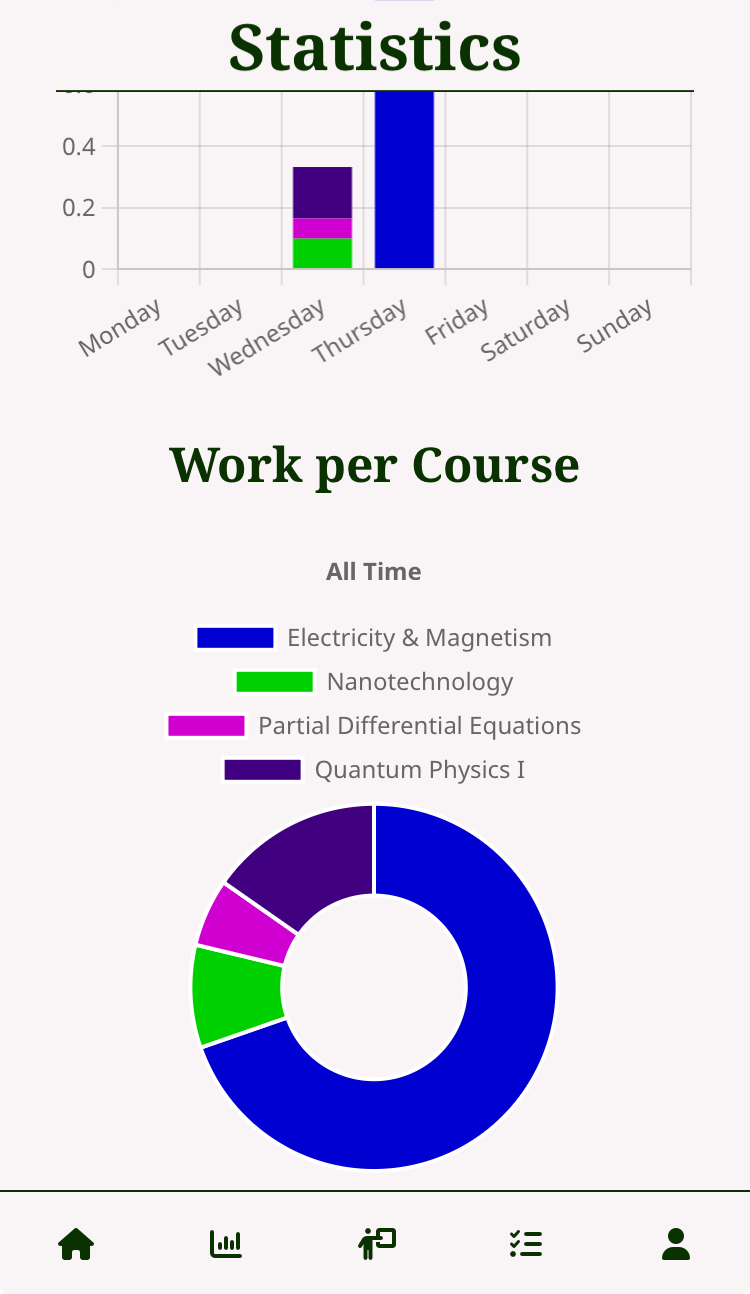 Statistics
0.4
0.2
0
Monday
Tuesday
Wednesday
Thursday
Friday
Saturday
Sunday
Work per Course
All Time
Electricity & Magnetism
Nanotechnology
Partial Differential Equations
Quantum Physics I